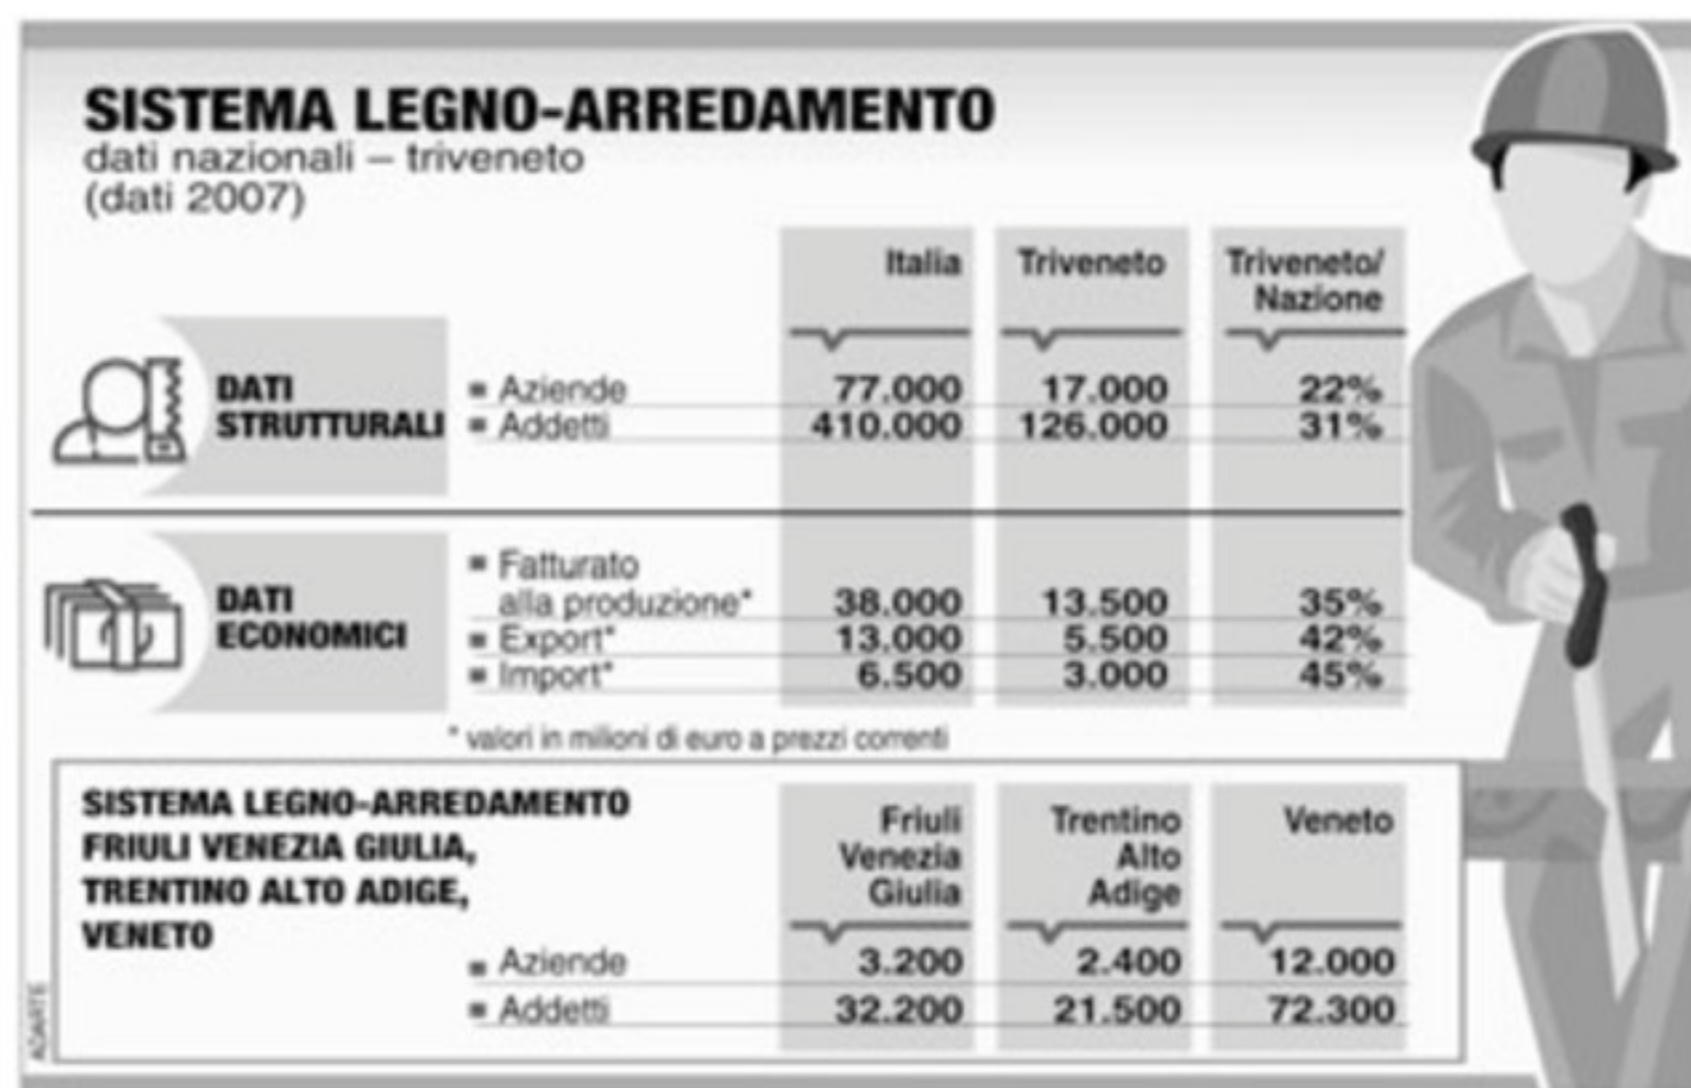 SISTEMA LEGNO-ARREDAMENTO
dati nazionali – triveneto
(dati 2007)
Italia Triveneto Triveneto/
Nazione
DATI
STRUTTURALI
▪ Aziende 77.000 17.000 22%
▪ Addetti 410.000 126.000 31%
DATI
ECONOMICI
▪ Fatturato
alla produzione* 38.000 13.500 35%
▪ Export* 13.000 5.500 42%
▪ Import* 6.500 3.000 45%
* valori in milioni di euro a prezzi correnti
SISTEMA LEGNO-ARREDAMENTO
FRIULI VENEZIA GIULIA,
TRENTINO ALTO ADIGE,
VENETO
Friuli Trentino Veneto
Venezia Alto
Giulia Adige
▪ Aziende 3.200 2.400 12.000
▪ Addetti 32.200 21.500 72.300
ADARTE